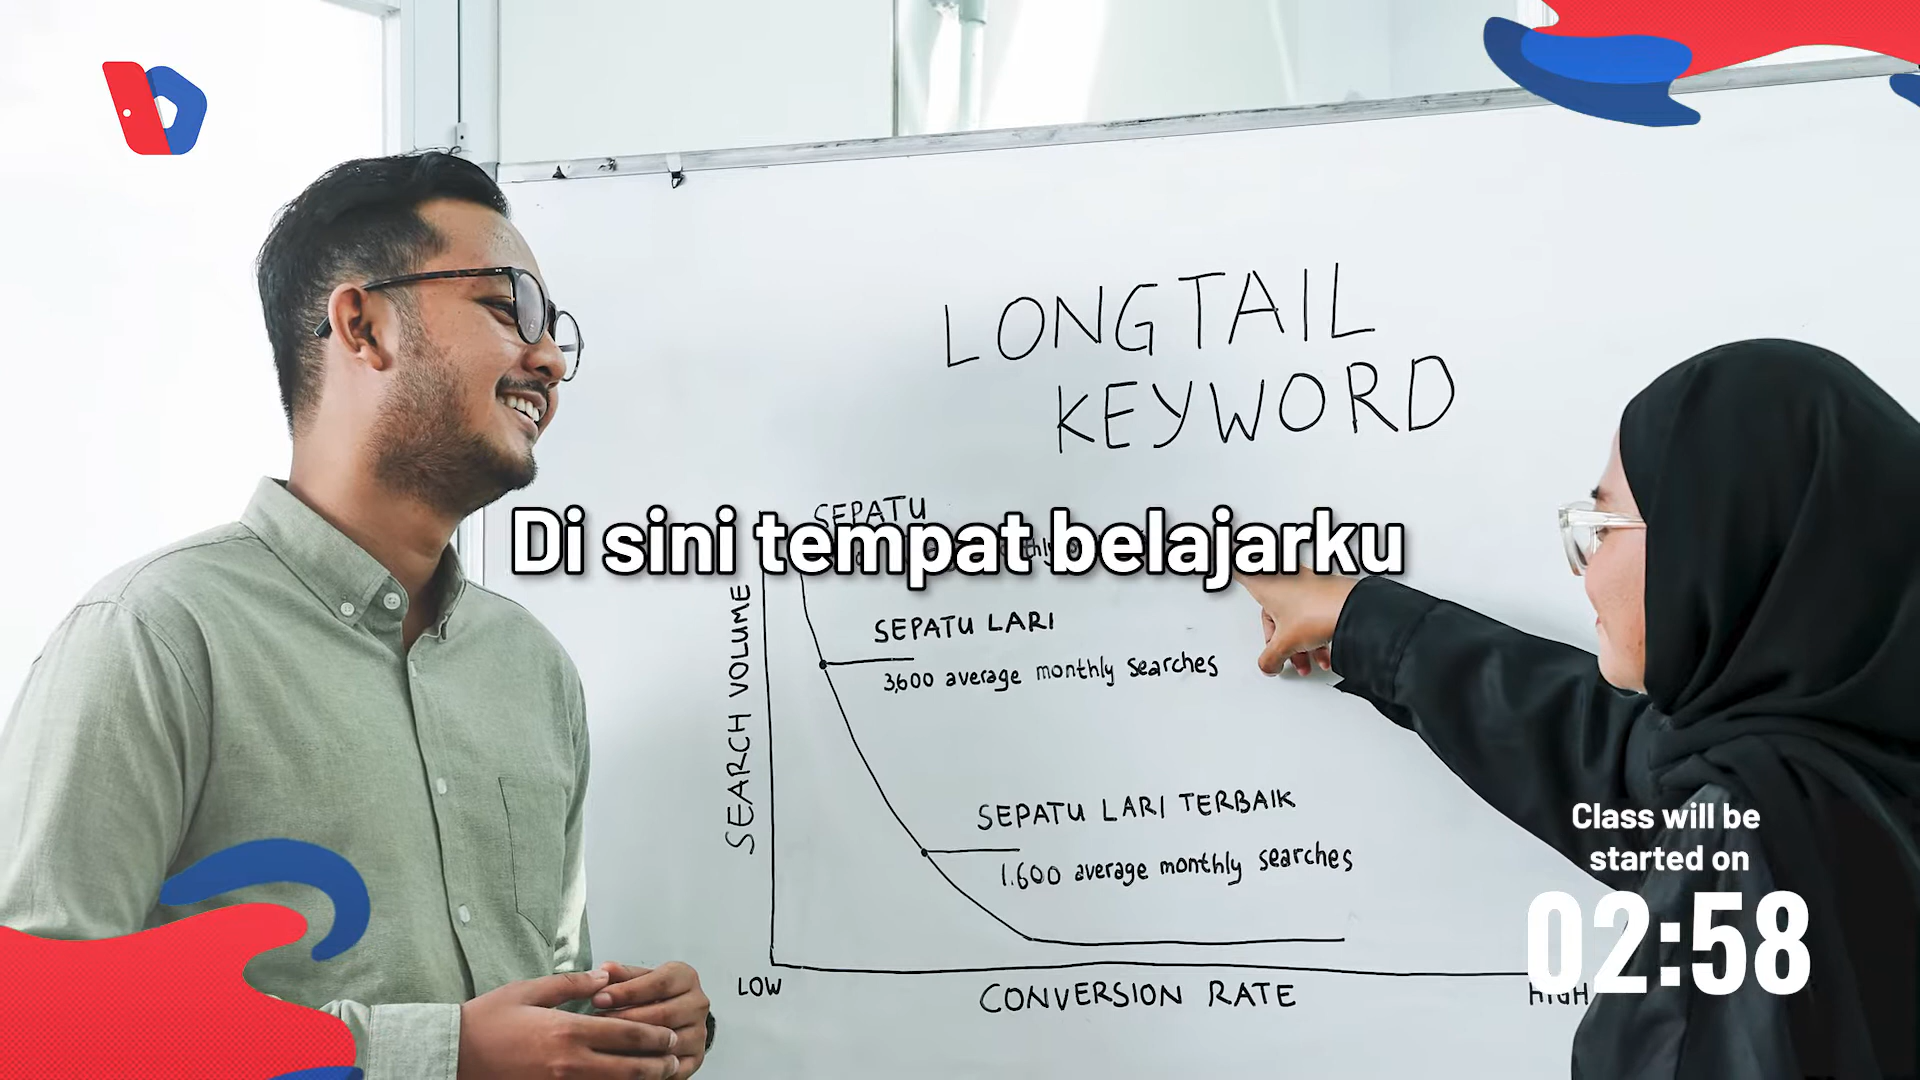 LONGTAIL
KEYWORD
SEPATU
Di sini tempat belajarku
SEPATU LARI
3,600 average monthly searches
SEARCH VOLUME
SEPATU LARI TERBAIK
1.600 average monthly searches
Class will be
started on
02:58
LOW
CONVERSION RATE
HIGH